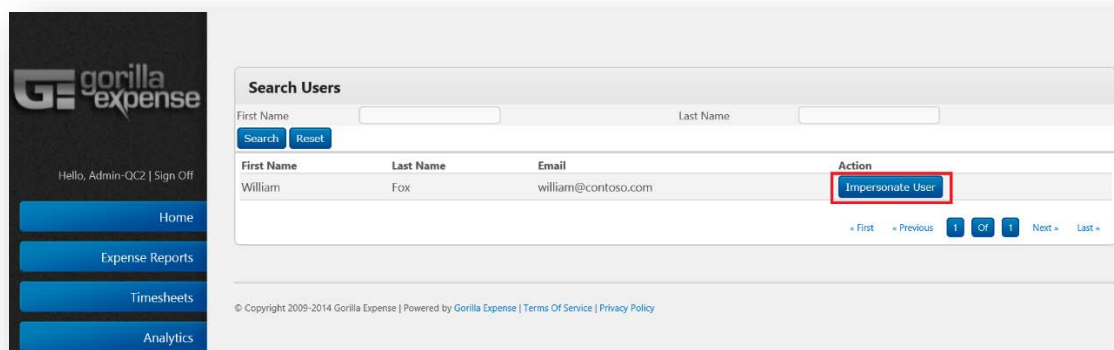 GE gorilla expense
Hello, Admin-QC2 | Sign Off
Home
Expense Reports
Timesheets
Analytics
Search Users
First Name Last Name
Search Reset
First Name Last Name Email Action
William Fox william@contoso.com Impersonate User
« First « Previous 1 Of 1 Next » Last »
© Copyright 2009-2014 Gorilla Expense | Powered by Gorilla Expense | Terms Of Service | Privacy Policy